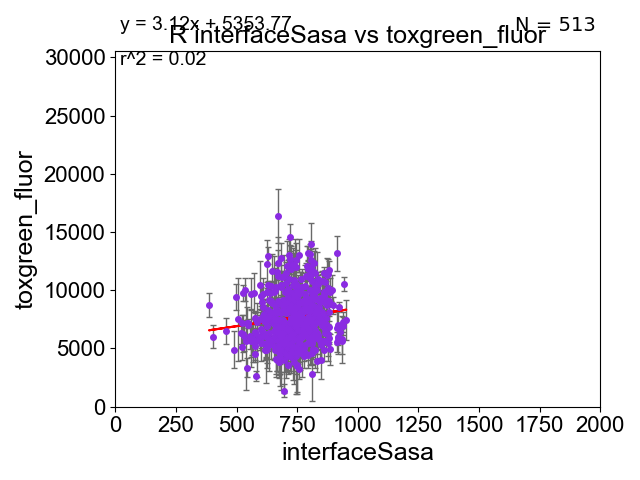 y = 3.12x + 5353.77
N = 513
R interfaceSasa vs toxgreen_fluor
r^2 = 0.02
30000
25000
20000
15000
10000
5000
0
toxgreen_fluor
0 250 500 750 1000 1250 1500 1750 2000
interfaceSasa